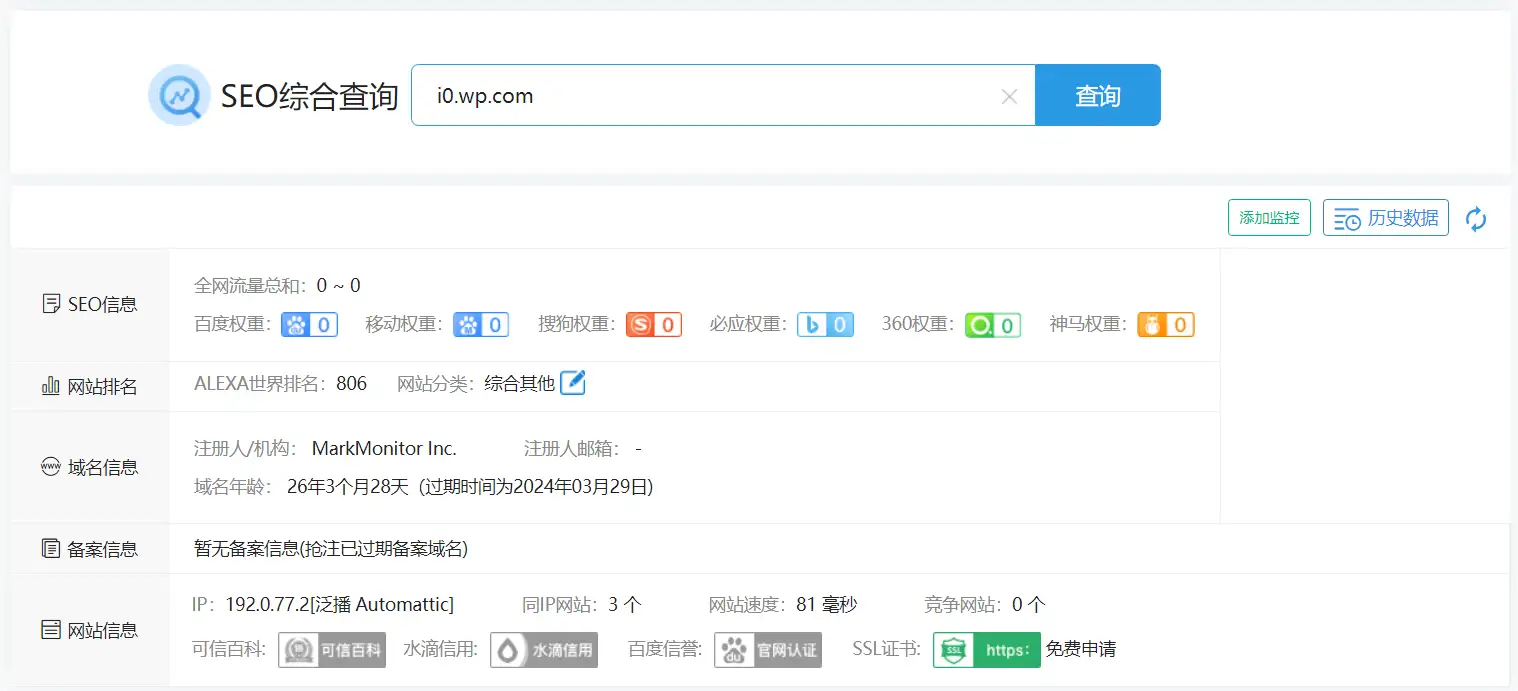 SEO综合查询 i0.wp.com 查询
添加监控 历史数据
SEO信息
全网流量总和：0 ~ 0
百度权重：0 移动权重：0 搜狗权重：S 0 必应权重：b 0 360权重：0 神马权重：0
网站排名 ALEXA世界排名：806 网站分类：综合其他
域名信息
注册人/机构： MarkMonitor Inc. 注册人邮箱： -
域名年龄： 26年3个月28天（过期时间为2024年03月29日)
备案信息 暂无备案信息(抢注已过期备案域名)
网站信息
IP：192.0.77.2[泛播 Automattic] 同IP网站：3 个 网站速度：81 毫秒 竞争网站：0 个
可信百科: 可信百科 水滴信用: 水滴信用 百度信誉: du 官网认证 SSL证书: SSL https: 免费申请